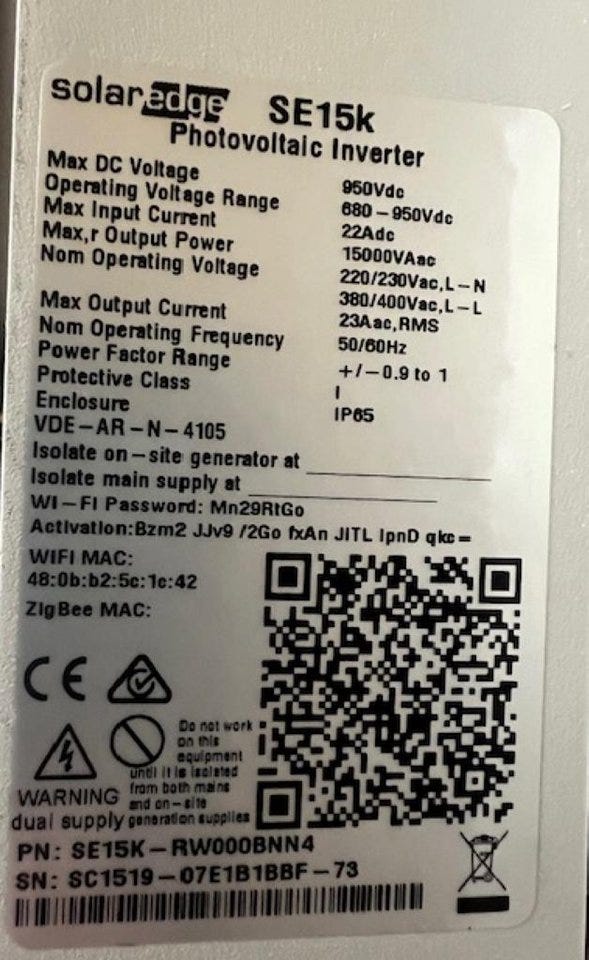 solaredge SE15k
Photovoltaic Inverter
Max DC Voltage 950Vdc
Operating Voltage Range 680-950Vdc
Max Input Current 22Adc
Max,r Output Power 15000VAac
Nom Operating Voltage 220/230Vac,L-N
380/400Vac,L-L
Max Output Current 23Aac,RMS
Nom Operating Frequency 50/60Hz
Power Factor Range +/-0.9 to 1
Protective Class I
Enclosure IP65
VDE-AR-N-4105
Isolate on-site generator at
Isolate main supply at
WI-FI Password: Mn29RtGo
Activation:Bzm2 JJv9 /2Go fxAn JITL IpnD qkc=
WIFI MAC:
48:0b:b2:5c:1c:42
ZigBee MAC:
CE
Do not work
on this
equipment
until it is isolated
from both mains
and on-site
generation supplies
WARNING
dual supply
PN: SE15K-RW000BNN4
SN: SC1519-07E1B1BBF-73